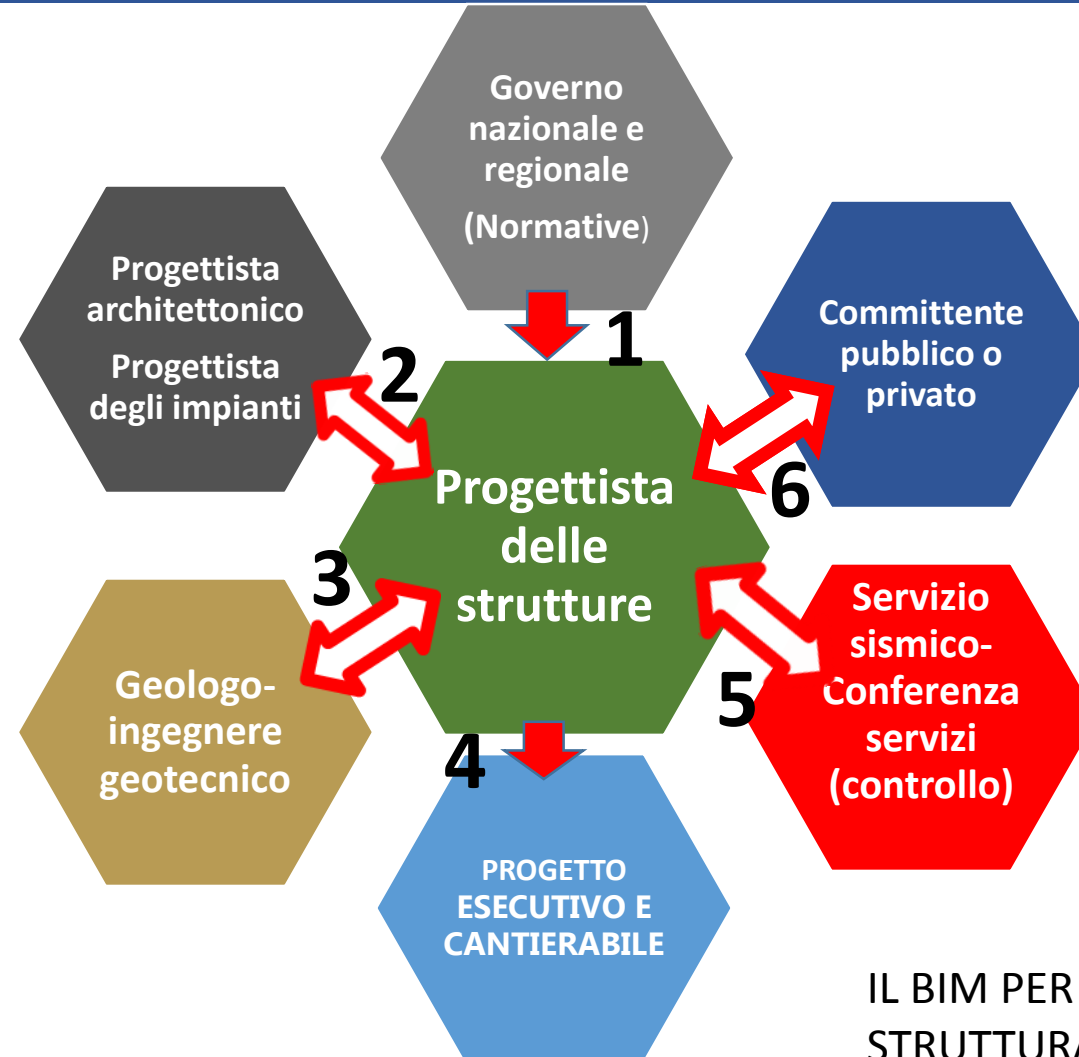 Governo
nazionale e
regionale
(Normative)
1
Progettista
architettonico
Progettista
degli impianti
2
Committente
pubblico o
privato
6
Progettista
delle
strutture
3
Geologo-
ingegnere
geotecnico
Servizio
sismico-
Conferenza
servizi
(controllo)
5
4
PROGETTO
ESECUTIVO E
CANTIERABILE
IL BIM PER
STRUTTURA